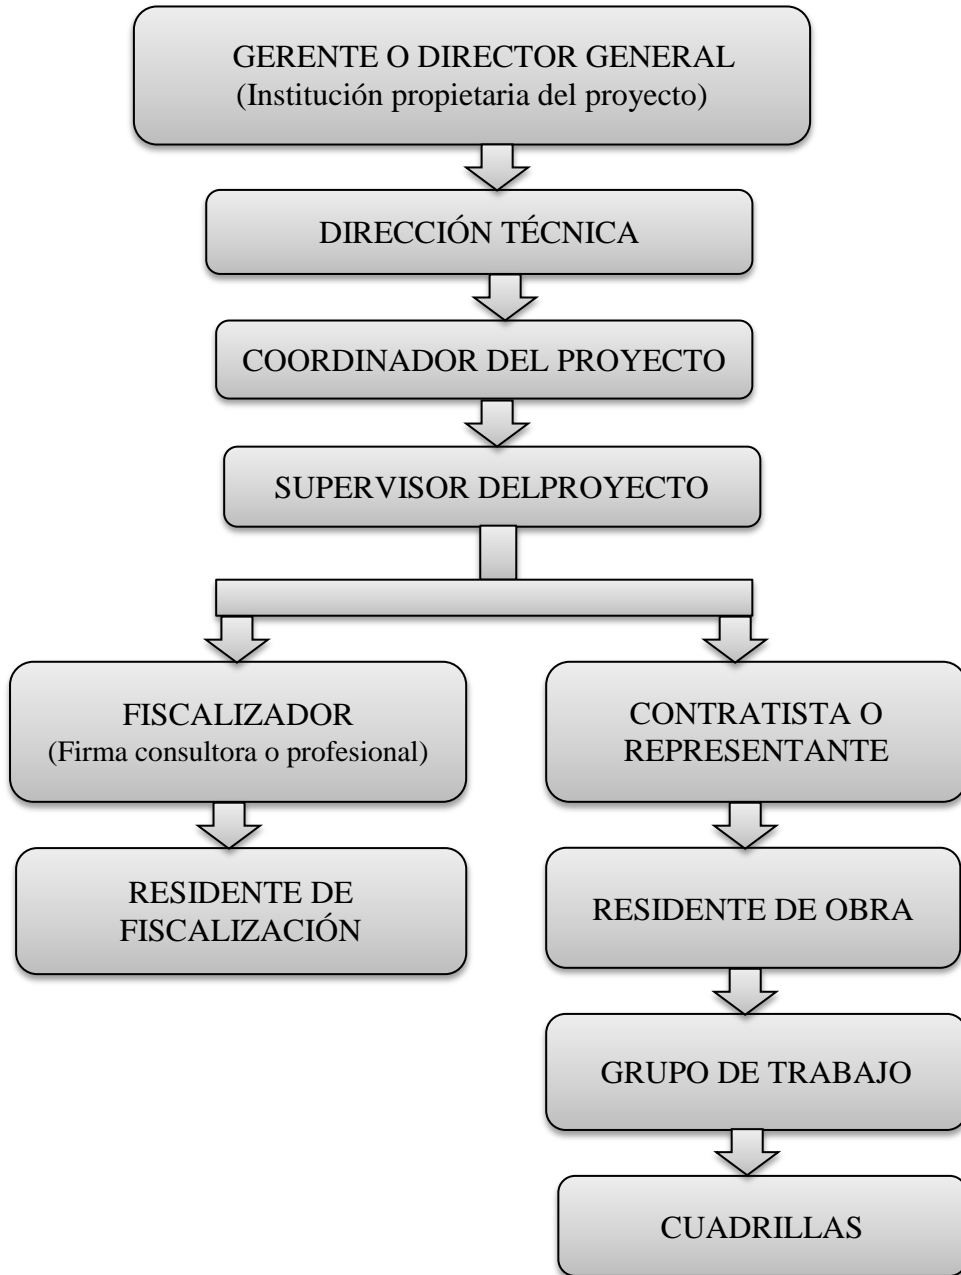 GERENTE O DIRECTOR GENERAL
(Institución propietaria del proyecto)
DIRECCIÓN TÉCNICA
COORDINADOR DEL PROYECTO
SUPERVISOR DELPROYECTO
FISCALIZADOR
(Firma consultora o profesional)
CONTRATISTA O
REPRESENTANTE
RESIDENTE DE
FISCALIZACIÓN
RESIDENTE DE OBRA
GRUPO DE TRABAJO
CUADRILLAS